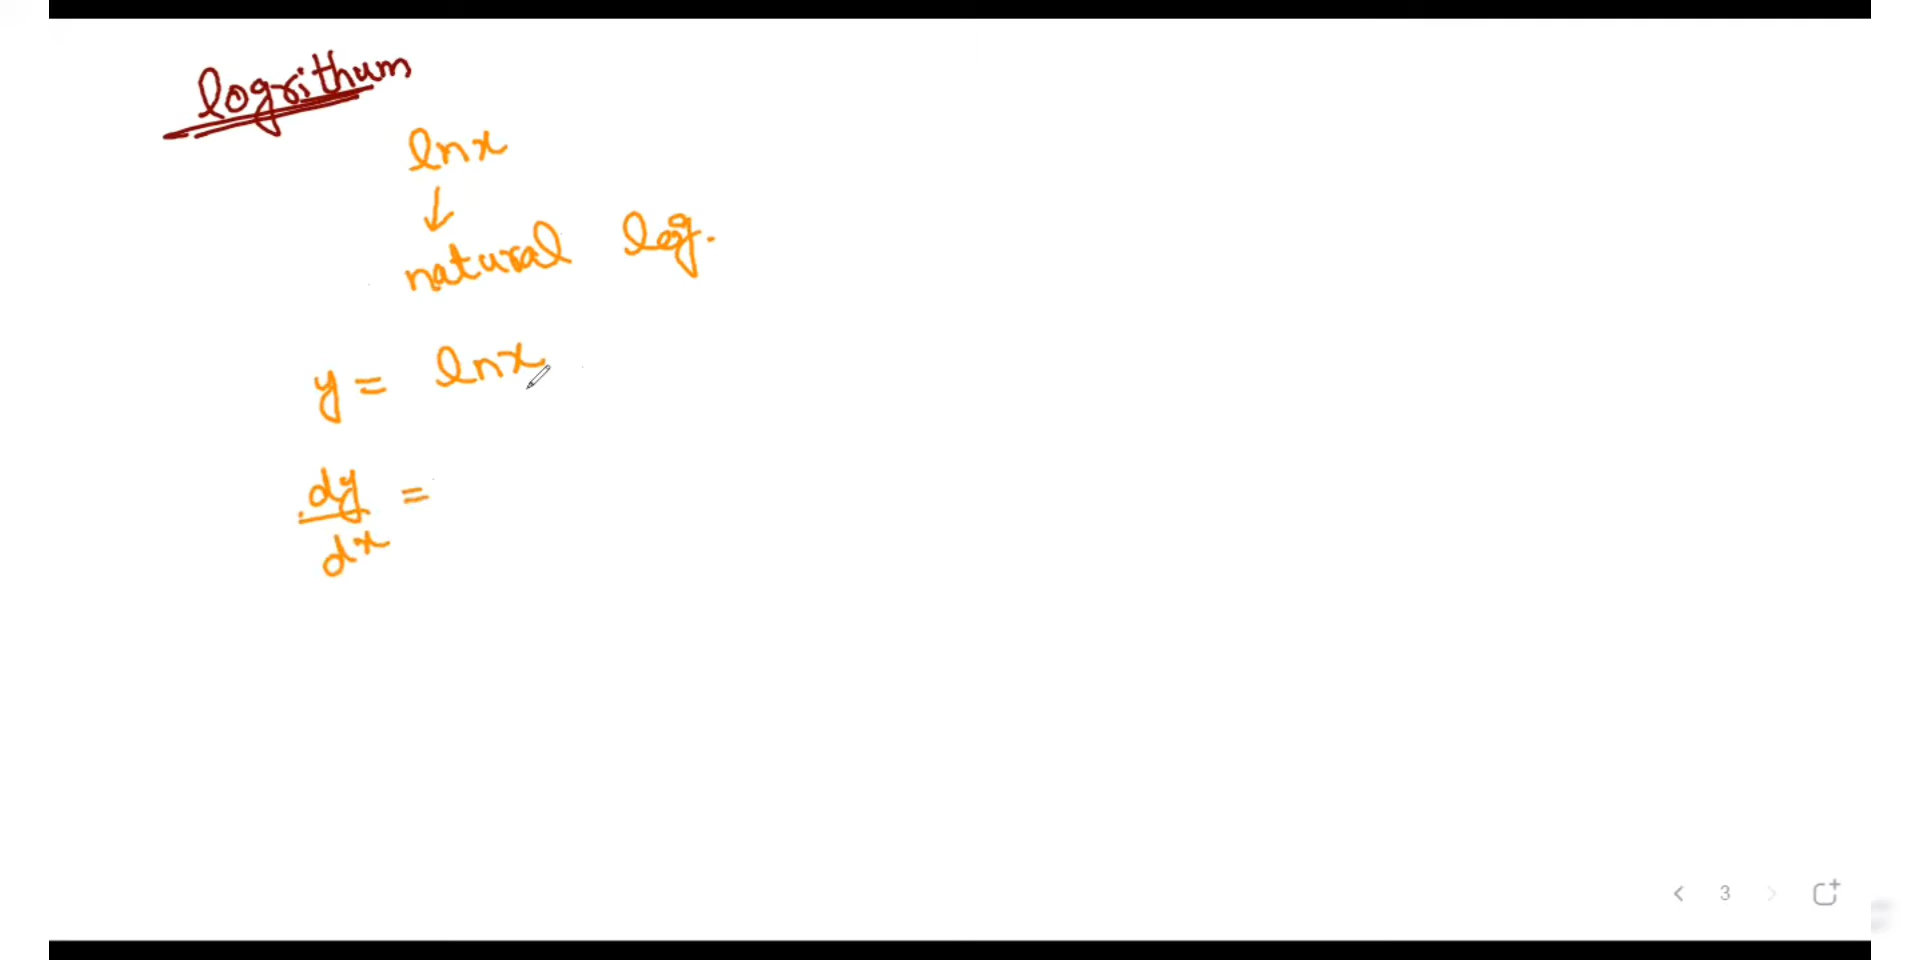 logrithum
lnx
↓
natural log.
y = lnx
dy/dx =
3